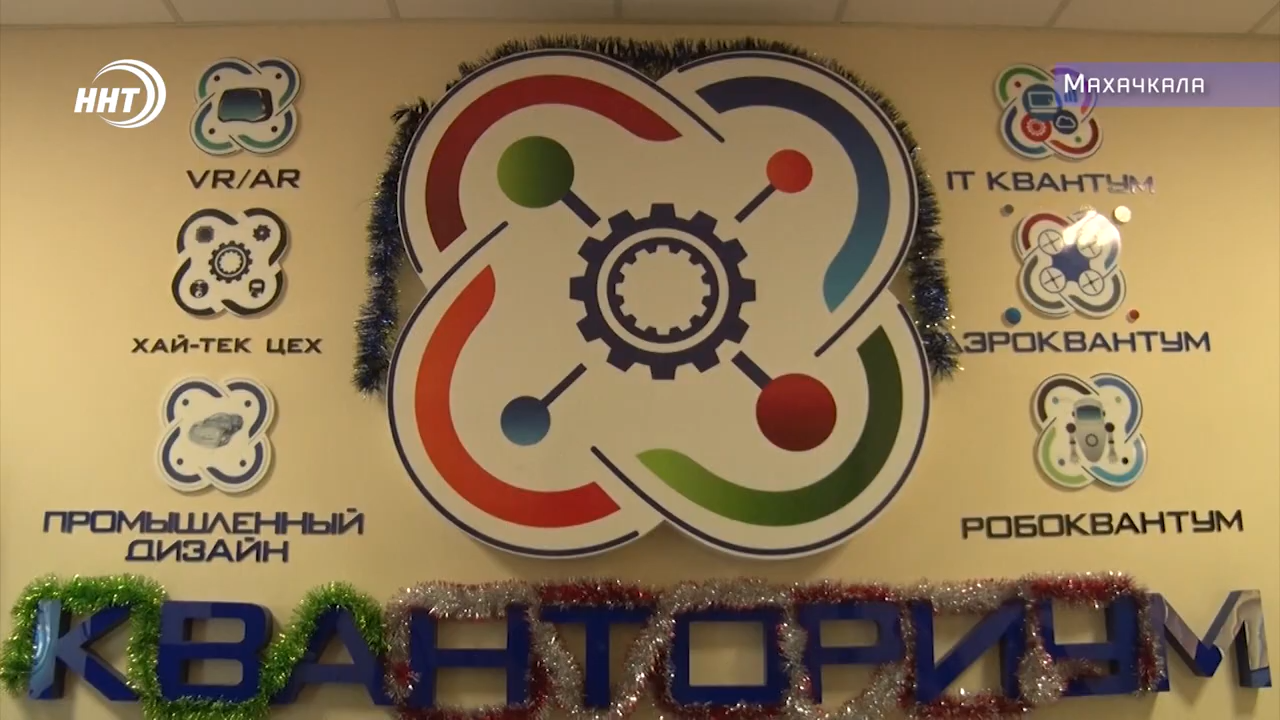 ННТ
Махачкала
VR/AR
IT КВАНТУМ
ХАЙ-ТЕК ЦЕХ
АЭРОКВАНТУМ
ПРОМЫШЛЕННЫЙ
ДИЗАЙН
РОБОКВАНТУМ
КВАНТОРИУМ